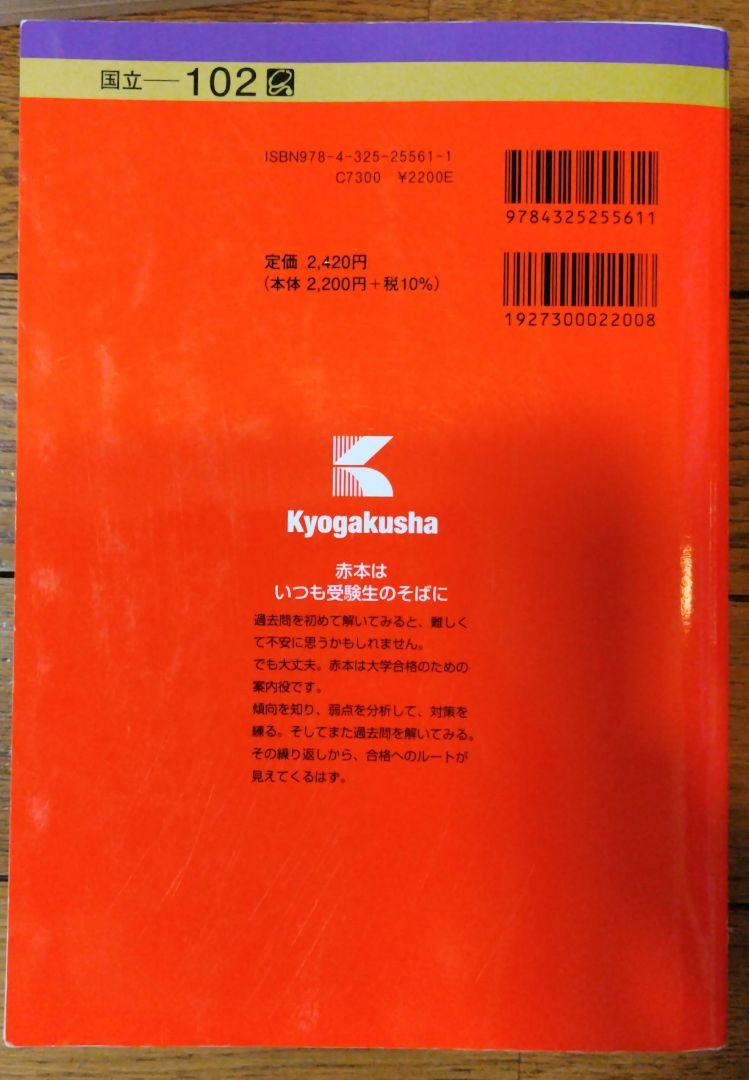 国立―102
ISBN978-4-325-25561-1
C7300 ¥2200E
9784325255611
定価 2,420円
(本体 2,200円+税10%)
1927300022008
Kyogakusha
赤本は
いつも受験生のそばに
過去問を初めて解いてみると、難しく
て不安に思うかもしれません。
でも大丈夫。赤本は大学合格のための
案内役です。
傾向を知り、弱点を分析して、対策を
練る。そしてまた過去問を解いてみる。
その繰り返しから、合格へのルートが
見えてくるはず。